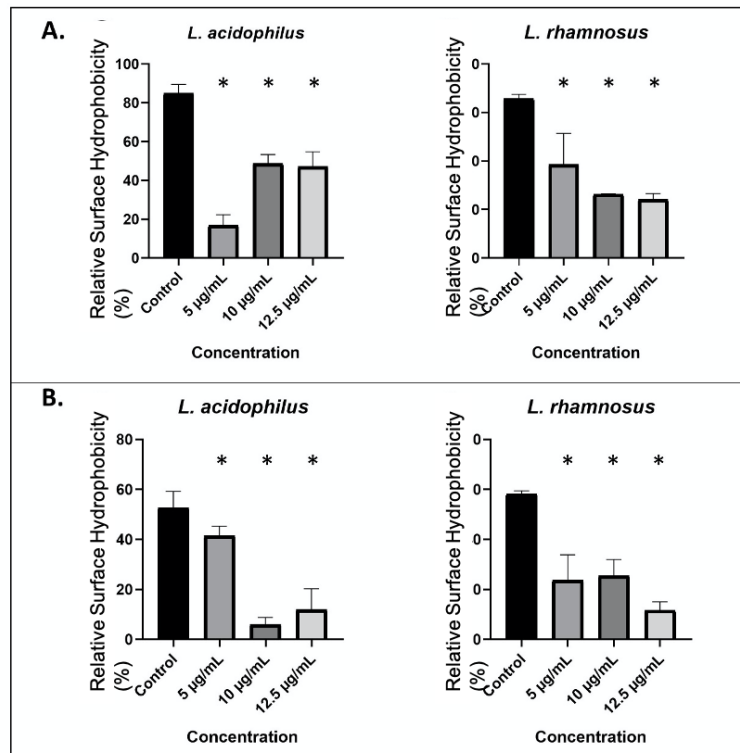 A.
L. acidophilus
Relative Surface Hydrophobicity
(%)
100
80
60
40
20
0
*
*
*
Control
5 µg/mL
10 µg/mL
12.5 µg/mL
Concentration
L. rhamnosus
Relative Surface Hydrophobicity
(%)
0
0
0
0
0
*
*
*
Control
5 µg/mL
10 µg/mL
12.5 µg/mL
Concentration
B.
L. acidophilus
Relative Surface Hydrophobicity
(%)
80
60
40
20
0
*
*
*
Control
5 µg/mL
10 µg/mL
12.5 µg/mL
Concentration
L. rhamnosus
Relative Surface Hydrophobicity
(%)
0
0
0
0
0
*
*
*
Control
5 µg/mL
10 µg/mL
12.5 µg/mL
Concentration